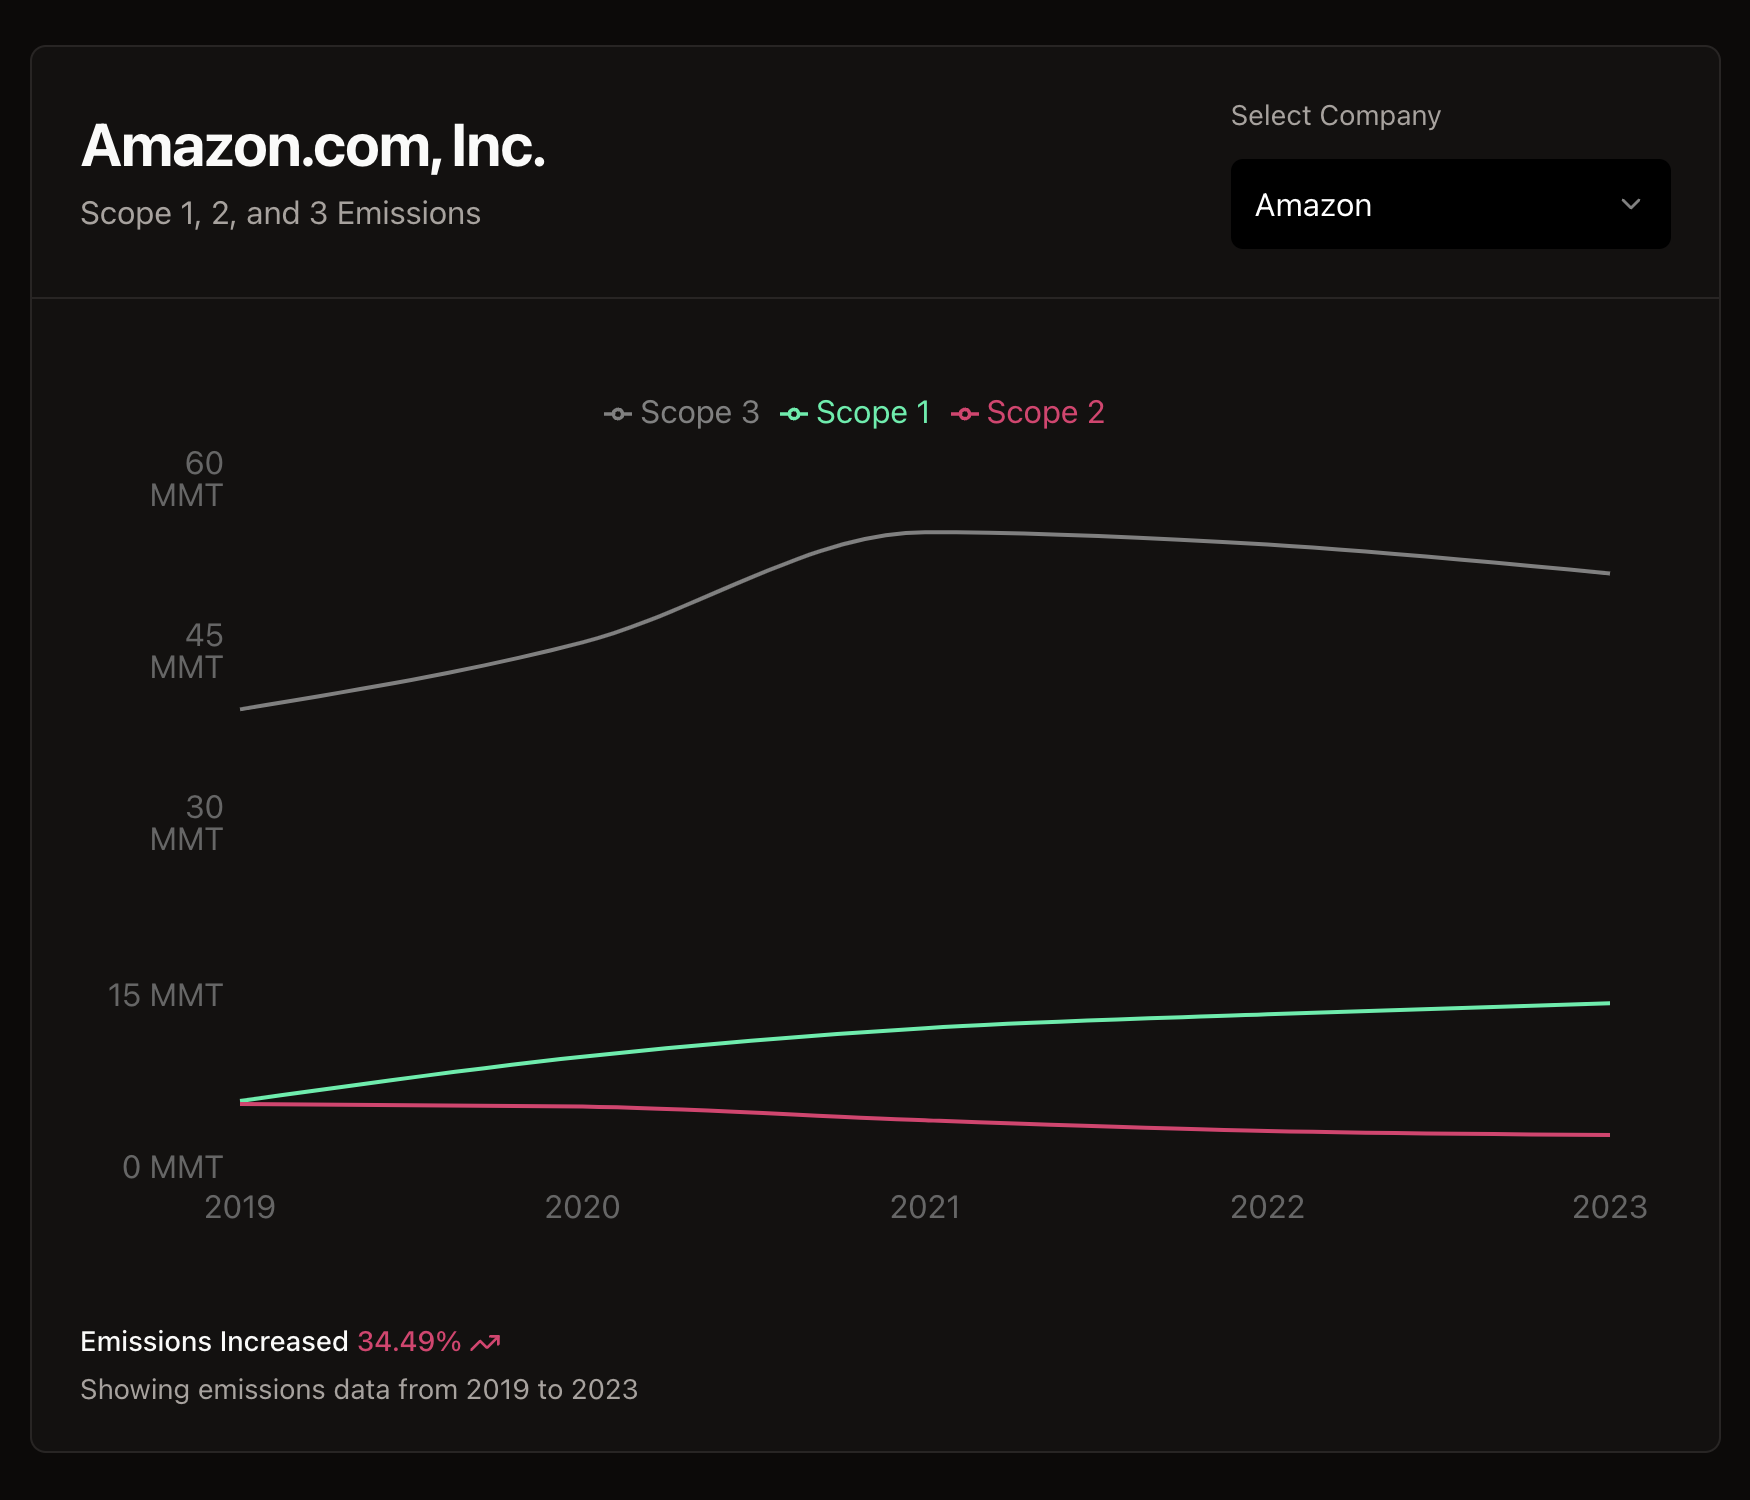 Amazon.com, Inc.
Scope 1, 2, and 3 Emissions
Select Company
Amazon
Scope 3 Scope 1 Scope 2
60
MMT
45
MMT
30
MMT
15 MMT
0 MMT
2019 2020 2021 2022 2023
Emissions Increased 34.49%
Showing emissions data from 2019 to 2023